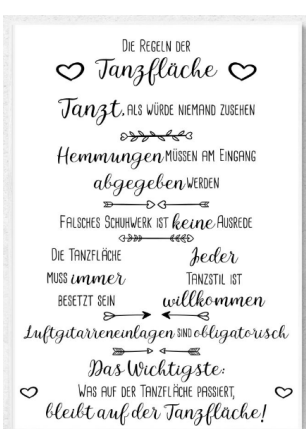 DIE REGELN DER
Tanzfläche
Tanzt, ALS WÜRDE NIEMAND ZUSEHEN
Hemmungen MÜSSEN AM EINGANG
abgegeben WERDEN
FALSCHES SCHUHWERK IST keine AUSREDE
DIE TANZFLÄCHE
MUSS immer
BESETZT SEIN
Jeder
TANZSTIL IST
willkommen
Luftgitarreneinlagen SIND obligatorisch
Das Wichtigste:
WAS AUF DER TANZFLÄCHE PASSIERT,
bleibt auf der Tanzfläche!